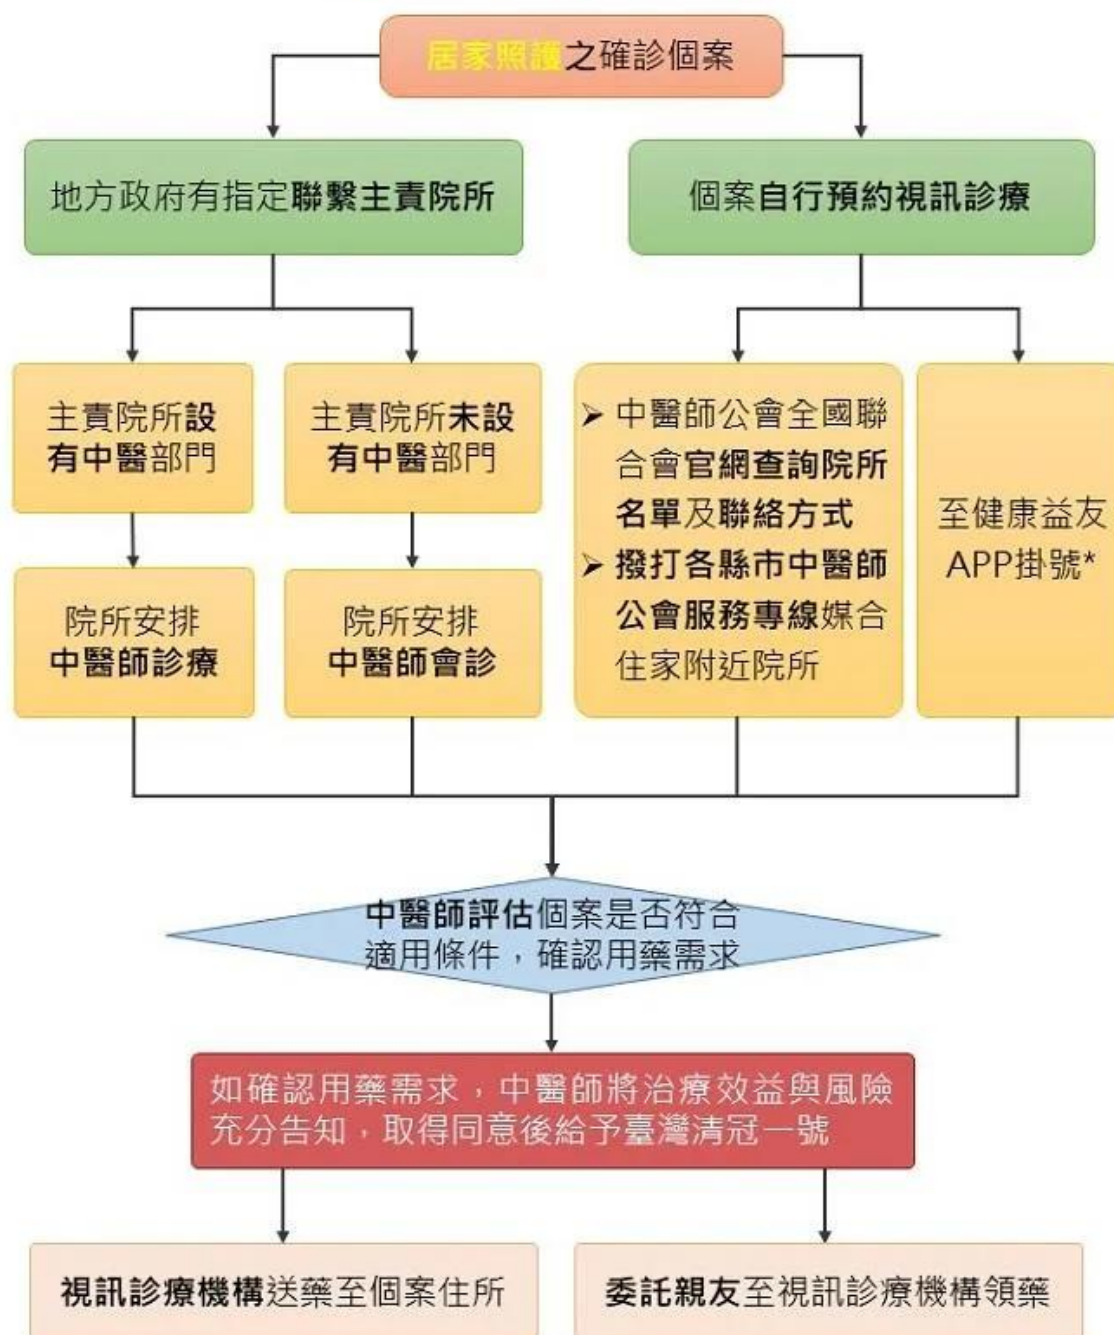 居家照護之確診個案
地方政府有指定聯繫主責院所
個案自行預約視訊診療
主責院所設
有中醫部門
主責院所未設
有中醫部門
➢ 中醫師公會全國聯
合會官網查詢院所
名單及聯絡方式
➢ 撥打各縣市中醫師
公會服務專線媒合
住家附近院所
至健康益友
APP掛號*
院所安排
中醫師診療
院所安排
中醫師會診
中醫師評估個案是否符合
適用條件，確認用藥需求
如確認用藥需求，中醫師將治療效益與風險
充分告知，取得同意後給予臺灣清冠一號
視訊診療機構送藥至個案住所
委託親友至視訊診療機構領藥